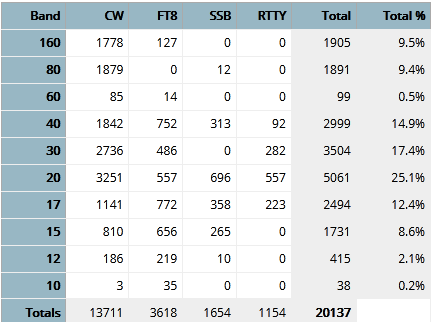 Band CW FT8 SSB RTTY Total Total %
160 1778 127 0 0 1905 9.5%
80 1879 0 12 0 1891 9.4%
60 85 14 0 0 99 0.5%
40 1842 752 313 92 2999 14.9%
30 2736 486 0 282 3504 17.4%
20 3251 557 696 557 5061 25.1%
17 1141 772 358 223 2494 12.4%
15 810 656 265 0 1731 8.6%
12 186 219 10 0 415 2.1%
10 3 35 0 0 38 0.2%
Totals 13711 3618 1654 1154 20137